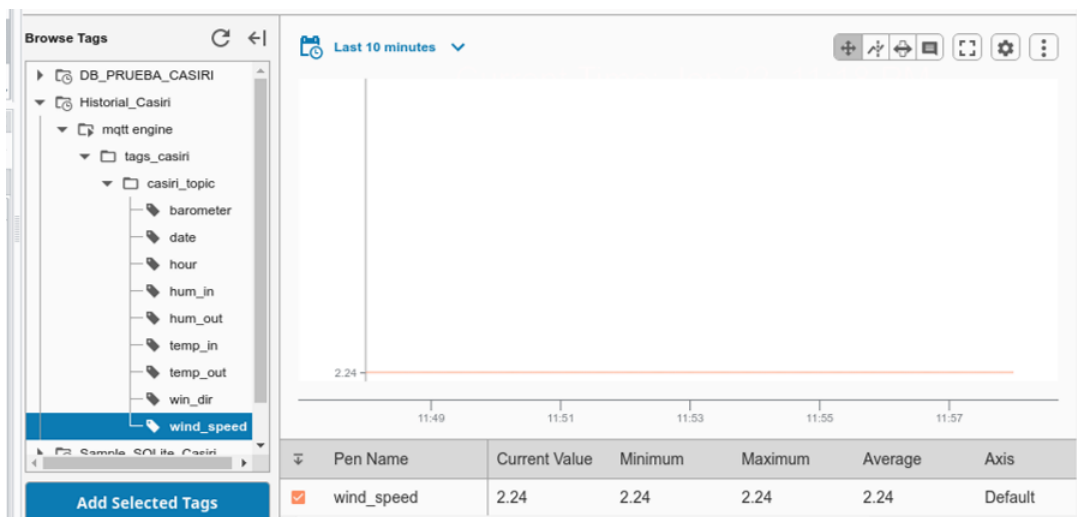 Browse Tags
DB_PRUEBA_CASIRI
Historial_Casiri
mqtt engine
tags_casiri
casiri_topic
barometer
date
hour
hum_in
hum_out
temp_in
temp_out
win_dir
wind_speed
Sample_SQLite_Casiri
Add Selected Tags
Last 10 minutes
2.24
11:49 11:51 11:53 11:55 11:57
Pen Name Current Value Minimum Maximum Average Axis
wind_speed 2.24 2.24 2.24 2.24 Default